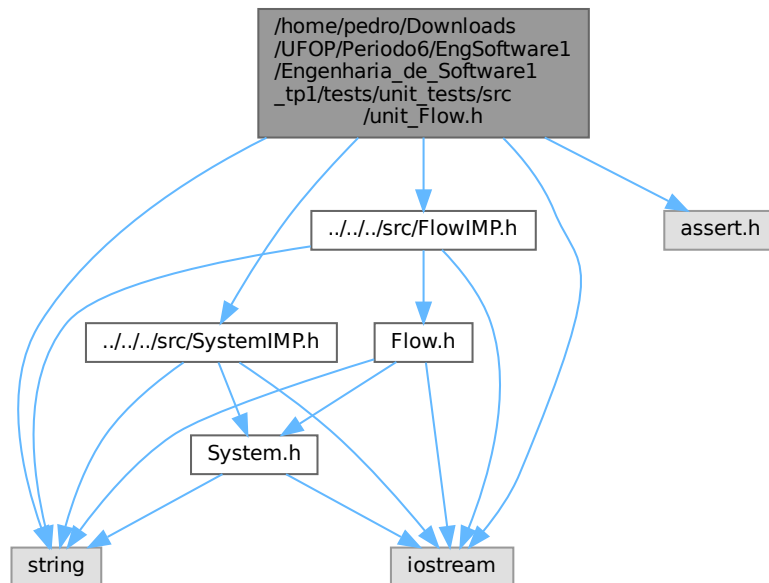 /home/pedro/Downloads
/UFOP/Periodo6/EngSoftware1
/Engenharia_de_Software1
_tp1/tests/unit_tests/src
/unit_Flow.h
../../../src/FlowIMP.h
assert.h
../../../src/SystemIMP.h
Flow.h
System.h
string
iostream